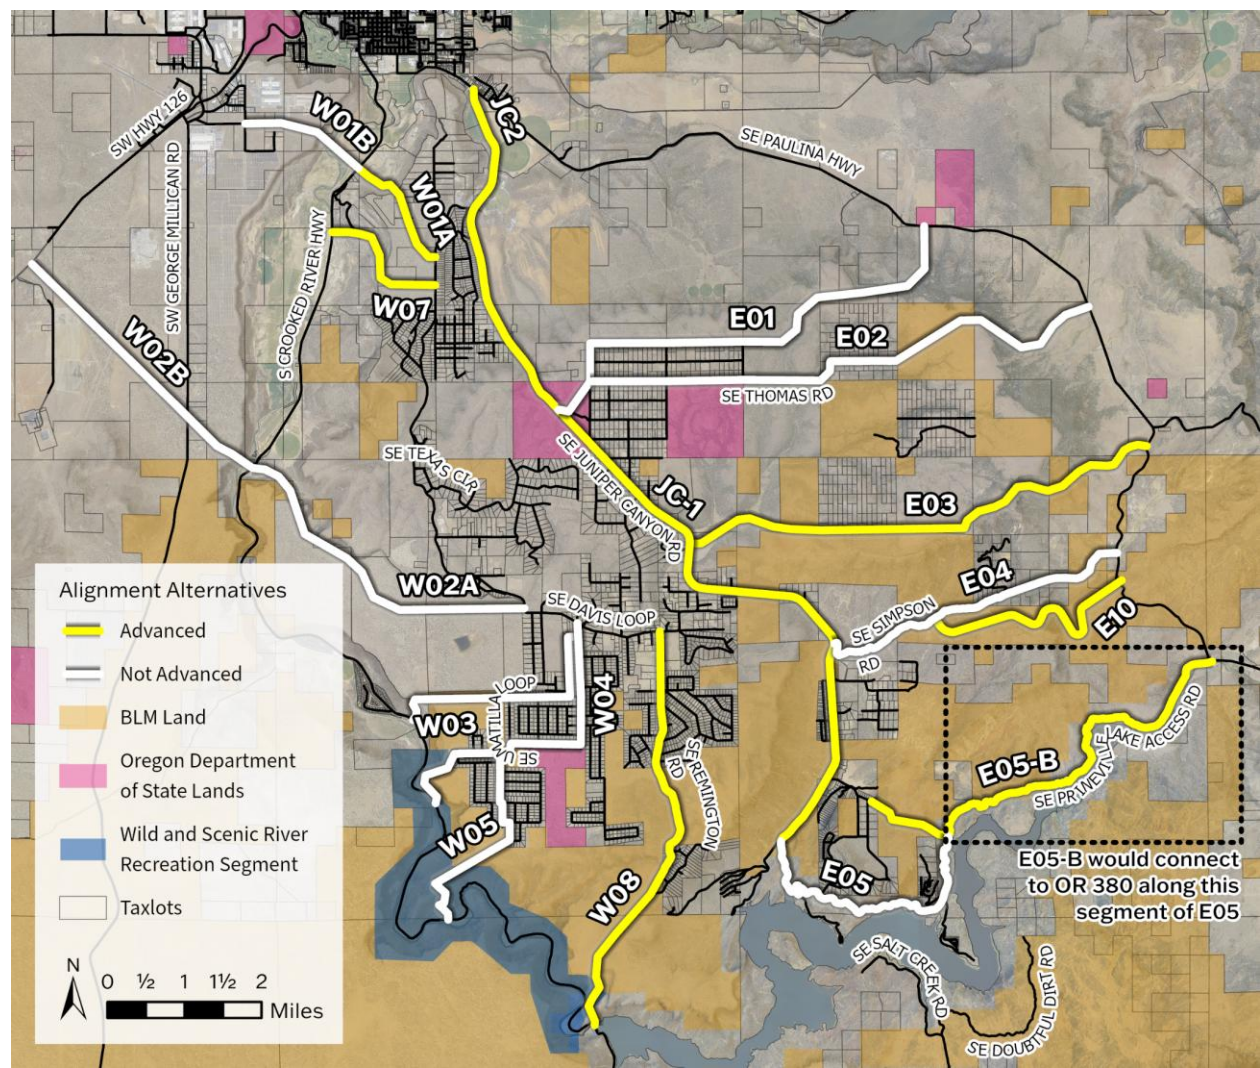 JC-2
W01B
SW HWY 126
SE PAULINA HWY
SW GEORGE MILLICAN RD
W01A
S CROOKED RIVER HWY
W07
W02B
E01
E02
SE THOMAS RD
SE TEXAS CIR
SE JUNIPER CANYON RD
JC-1
E03
W02A
SE DAVIS LOOP
E04
SE SIMPSON
RD
E10
W03
SE UMATILLA LOOP
W04
SE REMINGTON
RD
E05-B
SE PRINEVILLE LAKE ACCESS RD
W05
W08
E05
E05-B would connect
to OR 380 along this
segment of E05
SE SALT CREEK RD
SE DOUBTFUL DIRT RD
Alignment Alternatives
Advanced
Not Advanced
BLM Land
Oregon Department
of State Lands
Wild and Scenic River
Recreation Segment
Taxlots
N
0 ½ 1 1½ 2
Miles